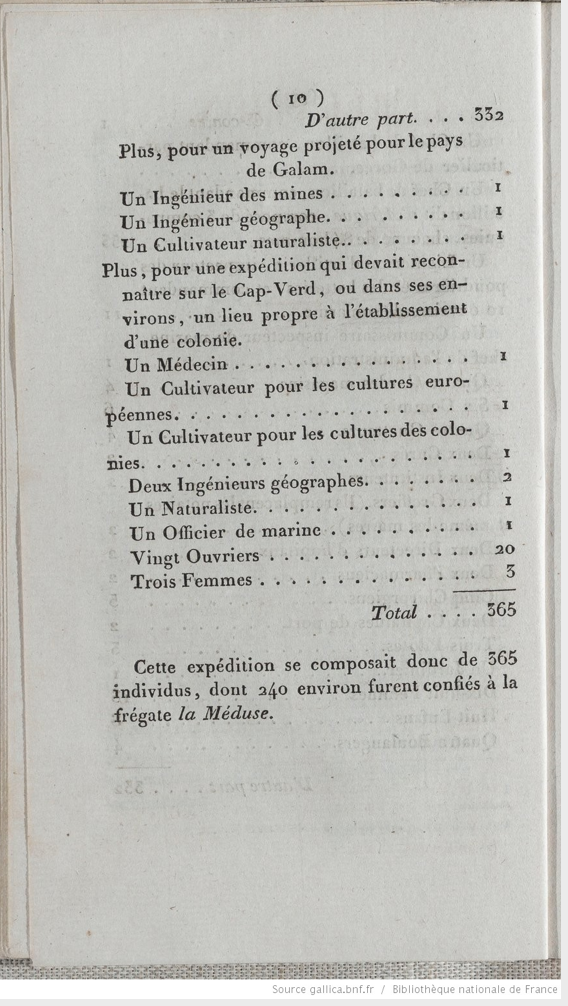 ( 10 )
D'autre part. . . . 332
Plus, pour un voyage projeté pour le pays
de Galam.
Un Ingénieur des mines . . . . . . . . . 1
Un Ingénieur géographe. . . . . . . . . 1
Un Cultivateur naturaliste.. . . . . . . . 1
Plus, pour une expédition qui devait recon-
naître sur le Cap-Verd, ou dans ses en-
virons, un lieu propre à l'établissement
d'une colonie.
Un Médecin . . . . . . . . . . . . . . . 1
Un Cultivateur pour les cultures euro-
péennes. . . . . . . . . . . . . . . . . . . 1
Un Cultivateur pour les cultures des colo-
nies. . . . . . . . . . . . . . . . . . . . . 1
Deux Ingénieurs géographes. . . . . . . 2
Un Naturaliste. . . . . . . . . . . . . . 1
Un Officier de marine . . . . . . . . . 1
Vingt Ouvriers . . . . . . . . . . . . . 20
Trois Femmes . . . . . . . . . . . . . . 3
Total . . . . 365
Cette expédition se composait donc de 365
individus, dont 240 environ furent confiés à la
frégate la Méduse.
Source gallica.bnf.fr / Bibliothèque nationale de France